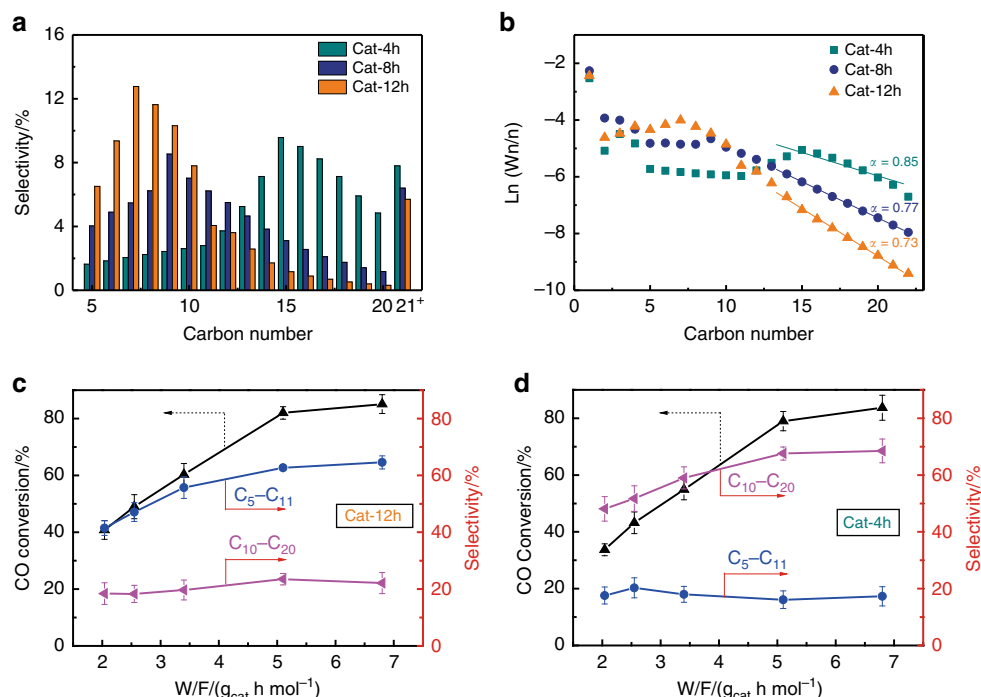 a
16
12
8
4
0
Selectivity/%
Cat-4h
Cat-8h
Cat-12h
5
10
15
20
21⁺
Carbon number
b
−2
−4
−6
−8
−10
Ln (Wn/n)
Cat-4h
Cat-8h
Cat-12h
α = 0.85
α = 0.77
α = 0.73
0
5
10
15
20
Carbon number
c
80
60
40
20
0
CO conversion/%
C₅–C₁₁
Cat-12h
C₁₀–C₂₀
80
60
40
20
0
Selectivity/%
2
3
4
5
6
7
W/F/(g_cat h mol⁻¹)
d
80
60
40
20
0
CO Conversion/%
C₁₀–C₂₀
Cat-4h
C₅–C₁₁
80
60
40
20
0
Selectivity/%
2
3
4
5
6
7
W/F/(g_cat h mol⁻¹)